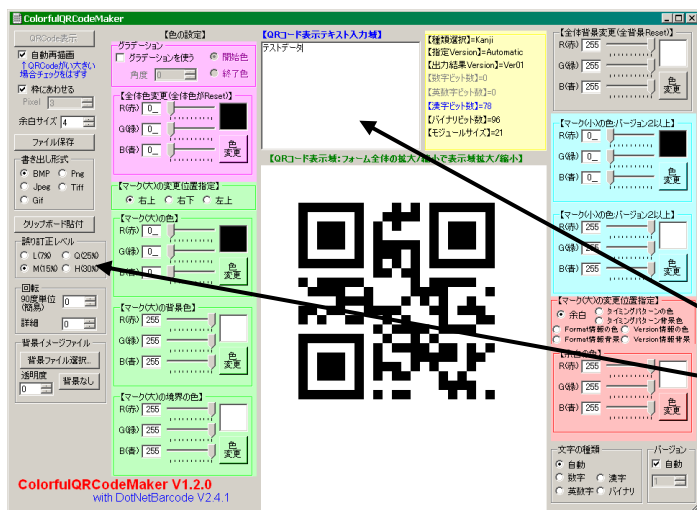 ColorfulQRCodeMaker
QRコード表示
自動再描画
↑QRCodeがい大きい
場合チェックをはずす
枠にあわせる
Pixel 3
余白サイズ 4
ファイル保存
書き出し形式
BMP Png
Jpeg Tiff
Gif
クリップボード貼付
誤り訂正レベル
L(7%) Q(25%)
M(15%) H(30%)
回転
90度単位
(簡易) 0
詳細 0
背景イメージファイル
背景ファイル選択..
透明度
0 背景なし
【色の設定】
グラデーション
グラデーションを使う 開始色
角度 0 終了色
【全体色変更(全体色がReset)】
R(赤) 0_
G(緑) 0_
B(青) 0_
色
変更
【マーク(大)の変更位置指定】
右上 右下 左上
【マーク(大)の色】
R(赤) 0_
G(緑) 0_
B(青) 0_
色
変更
【マーク(大)の背景色】
R(赤) 255
G(緑) 255
B(青) 255
色
変更
【マーク(大)の境界の色】
R(赤) 255
G(緑) 255
B(青) 255
色
変更
ColorfulQRCodeMaker V1.2.0
with DotNetBarcode V2.4.1
【QRコード表示テキスト入力域】
テストデータ
【種類選択】=Kanji
【指定Version】=Automatic
【出力結果Version】=Ver01
【数字ビット数】=0
【英数字ビット数】=0
【漢字ビット数】=78
【バイナリビット数】=96
【モジュールサイズ】=21
【QRコード表示域:フォーム全体の拡大/縮小で表示域拡大/縮小】
【全体背景変更(全背景Reset)】
R(赤) 255
G(緑) 255
B(青) 255
色
変更
【マーク(小)の色:バージョン2以上】
R(赤) 0_
G(緑) 0_
B(青) 0_
色
変更
【マーク(小)の色:バージョン2以上】
R(赤) 255
G(緑) 255
B(青) 255
色
変更
【マーク(大)の変更位置指定】
余白 タイミングパターンの色
タイミングパターン背景色
Format情報の色 Version情報の色
Format情報背景 Version情報背景
R(赤) 255
G(緑) 255
B(青) 255
色
変更
文字の種類
自動
数字 漢字
英数字 バイナリ
バージョン
自動
1